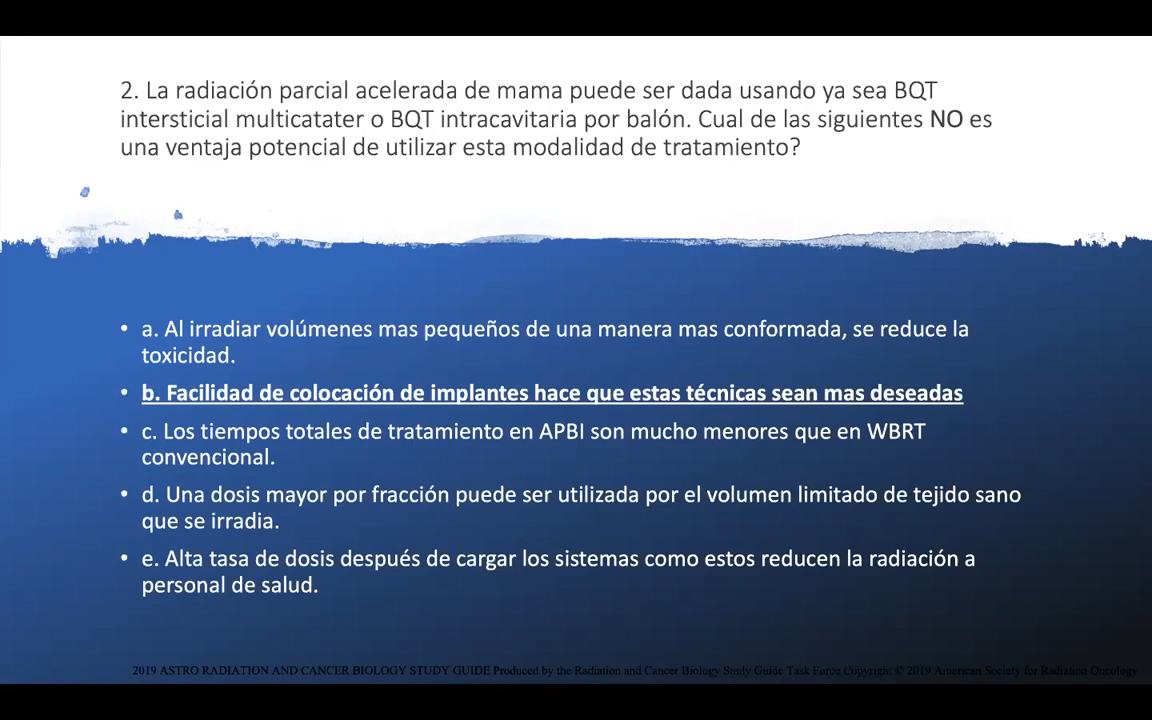 2. La radiación parcial acelerada de mama puede ser dada usando ya sea BQT
intersticial multicatater o BQT intracavitaria por balón. Cual de las siguientes NO es
una ventaja potencial de utilizar esta modalidad de tratamiento?
• a. Al irradiar volúmenes mas pequeños de una manera mas conformada, se reduce la
toxicidad.
• b. Facilidad de colocación de implantes hace que estas técnicas sean mas deseadas
• c. Los tiempos totales de tratamiento en APBI son mucho menores que en WBRT
convencional.
• d. Una dosis mayor por fracción puede ser utilizada por el volumen limitado de tejido sano
que se irradia.
• e. Alta tasa de dosis después de cargar los sistemas como estos reducen la radiación a
personal de salud.
2019 ASTRO RADIATION AND CANCER BIOLOGY STUDY GUIDE Produced by the Radiation and Cancer Biology Study Guide Task Force Copyright © 2019 American Society for Radiation Oncology